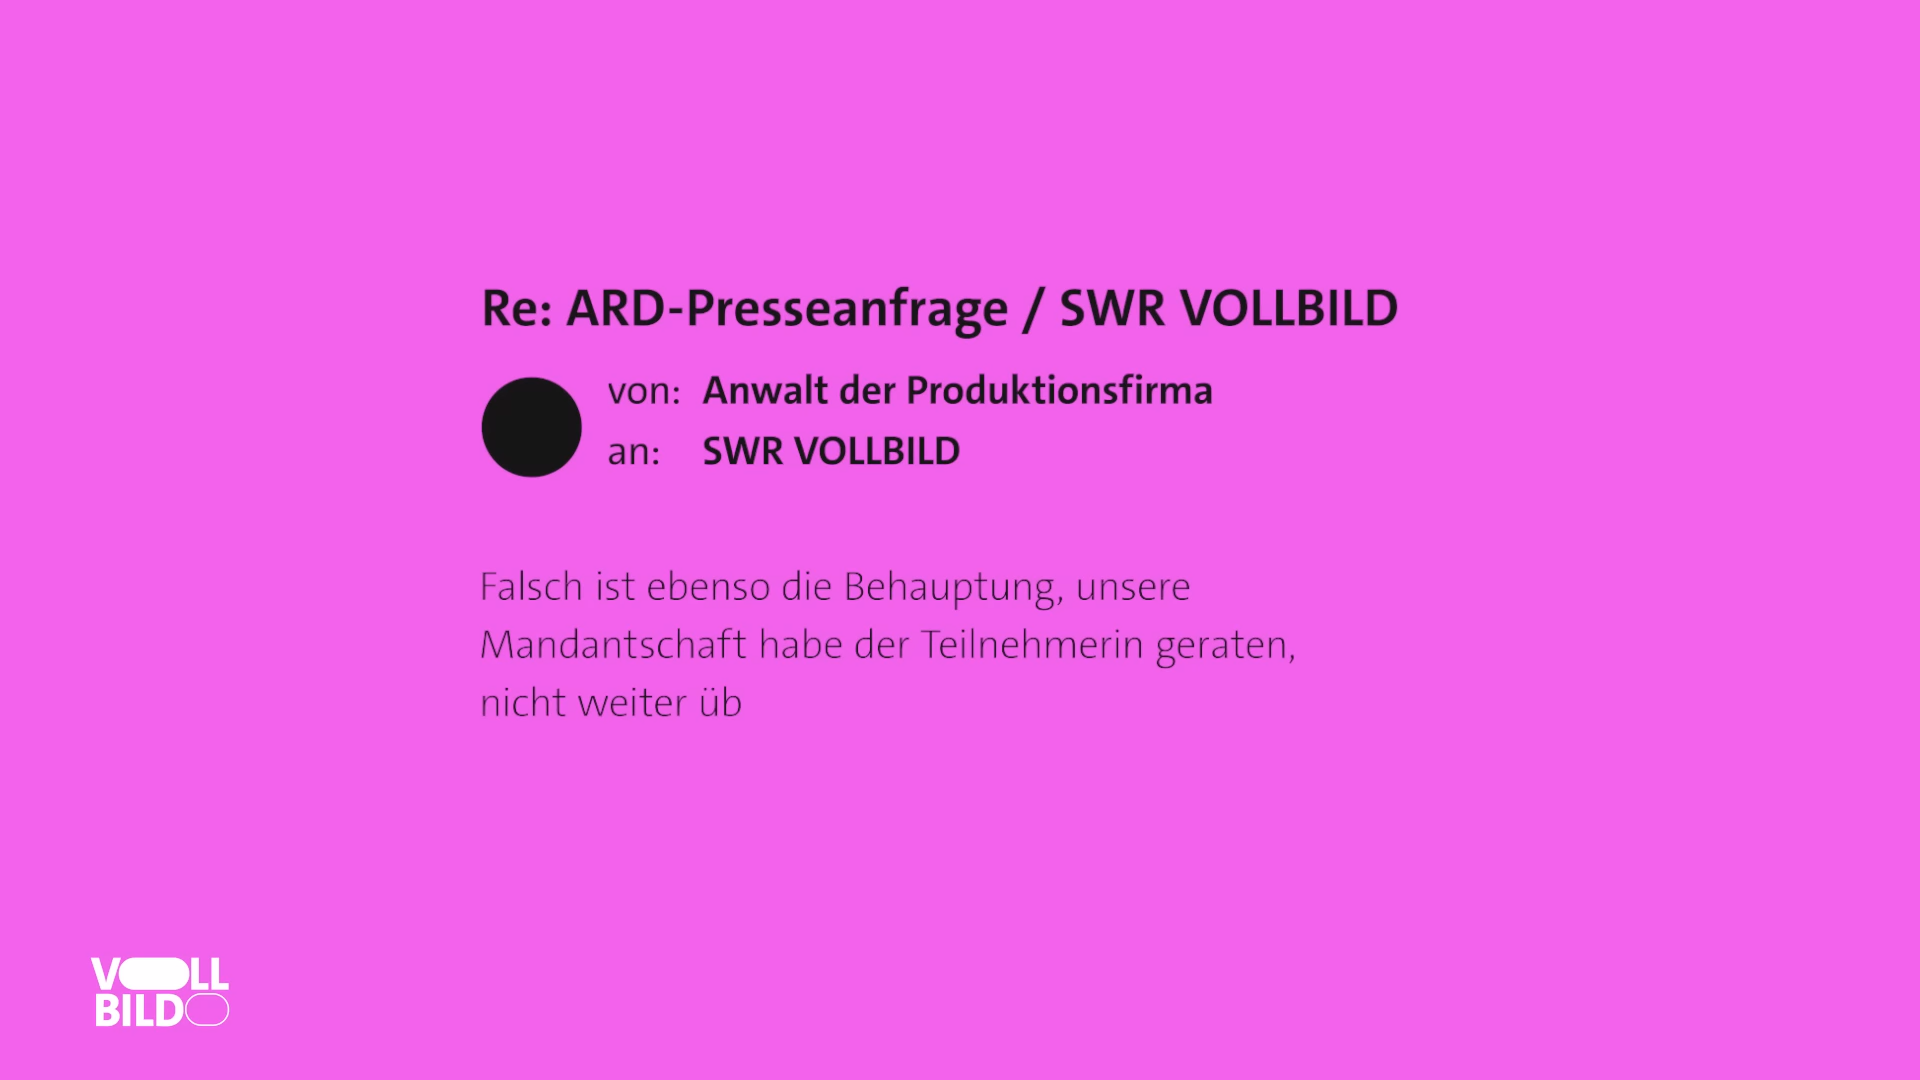 Re: ARD-Presseanfrage / SWR VOLLBILD
von: Anwalt der Produktionsfirma
an: SWR VOLLBILD
Falsch ist ebenso die Behauptung, unsere
Mandantschaft habe der Teilnehmerin geraten,
nicht weiter üb
VOLL
BILD